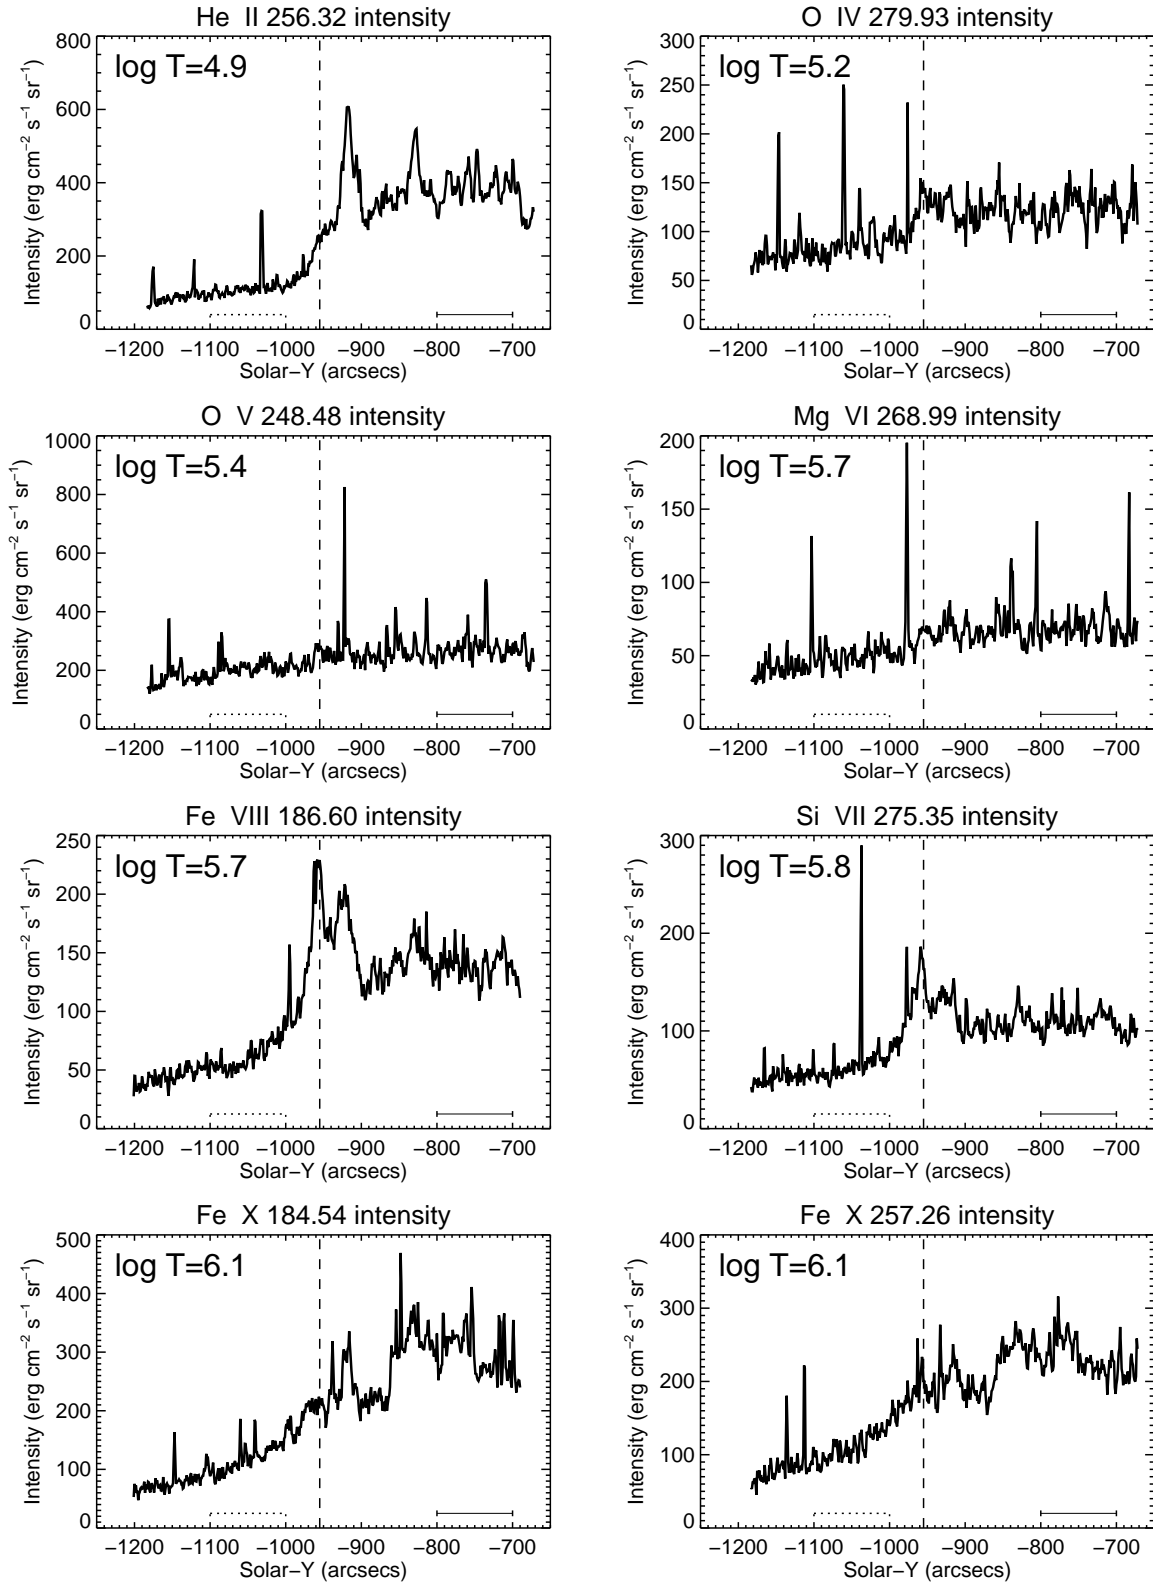 He II 256.32 intensity
log T=4.9
Intensity (erg cm−2 s−1 sr−1)
800
600
400
200
0
−1200 −1100 −1000 −900 −800 −700
Solar−Y (arcsecs)
O IV 279.93 intensity
log T=5.2
Intensity (erg cm−2 s−1 sr−1)
300
250
200
150
100
50
0
−1200 −1100 −1000 −900 −800 −700
Solar−Y (arcsecs)
O V 248.48 intensity
log T=5.4
Intensity (erg cm−2 s−1 sr−1)
1000
800
600
400
200
0
−1200 −1100 −1000 −900 −800 −700
Solar−Y (arcsecs)
Mg VI 268.99 intensity
log T=5.7
Intensity (erg cm−2 s−1 sr−1)
200
150
100
50
0
−1200 −1100 −1000 −900 −800 −700
Solar−Y (arcsecs)
Fe VIII 186.60 intensity
log T=5.7
Intensity (erg cm−2 s−1 sr−1)
250
200
150
100
50
0
−1200 −1100 −1000 −900 −800 −700
Solar−Y (arcsecs)
Si VII 275.35 intensity
log T=5.8
Intensity (erg cm−2 s−1 sr−1)
300
200
100
0
−1200 −1100 −1000 −900 −800 −700
Solar−Y (arcsecs)
Fe X 184.54 intensity
log T=6.1
Intensity (erg cm−2 s−1 sr−1)
500
400
300
200
100
0
−1200 −1100 −1000 −900 −800 −700
Solar−Y (arcsecs)
Fe X 257.26 intensity
log T=6.1
Intensity (erg cm−2 s−1 sr−1)
400
300
200
100
0
−1200 −1100 −1000 −900 −800 −700
Solar−Y (arcsecs)